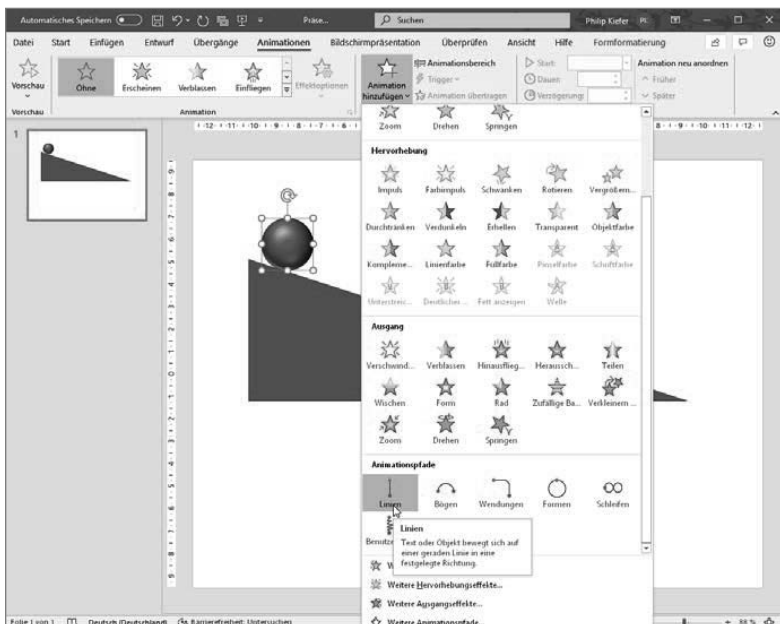 Automatisches Speichern Präse... Suchen Philip Kiefer PK
Datei Start Einfügen Entwurf Übergänge Animationen Bildschirmpräsentation Überprüfen Ansicht Hilfe Formformatierung
Vorschau Ohne Erscheinen Verblassen Einfliegen Effektoptionen Animation hinzufügen Animationsbereich Trigger Animation übertragen Start: Dauer: Verzögerung: Animation neu anordnen Früher Später
Vorschau Animation
1
Zoom Drehen Springen
Hervorhebung
Impuls Farbimpuls Schwanken Rotieren Vergrößern...
Durchtränken Verdunkeln Erhellen Transparent Objektfarbe
Kompleme... Linienfarbe Füllfarbe Pinselfarbe Schriftfarbe
Unterstreic... Deutlicher ... Fett anzeigen Welle
Ausgang
Verschwind... Verblassen Hinausflieg... Heraussch... Teilen
Wischen Form Rad Zufällige Ba... Verkleinern ...
Zoom Drehen Springen
Animationspfade
Linien Bögen Wendungen Formen Schleifen
Linien
Text oder Objekt bewegt sich auf
einer geraden Linie in eine
festgelegte Richtung.
Weitere Hervorhebungseffekte...
Weitere Ausgangseffekte...
Weitere Animationspfade...
Folie 1 von 1 Deutsch (Deutschland) Barrierefreiheit: Untersuchen 88 %